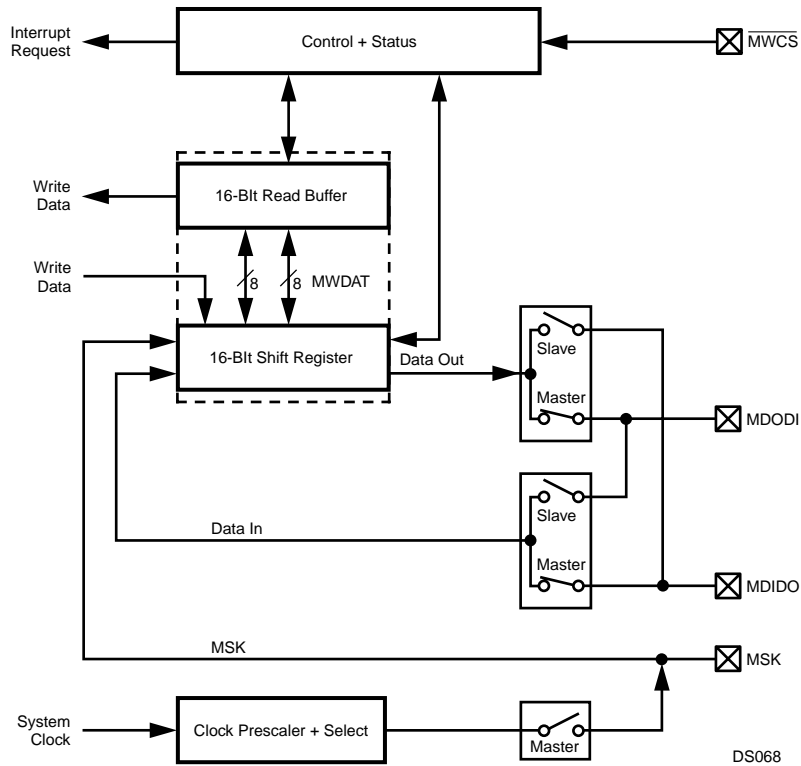 Interrupt
Request
Control + Status
MWCS
Write
Data
16-BIt Read Buffer
Write
Data
8
8
MWDAT
16-BIt Shift Register
Data Out
Slave
Master
MDODI
Slave
Data In
Master
MDIDO
MSK
MSK
System
Clock
Clock Prescaler + Select
Master
DS068